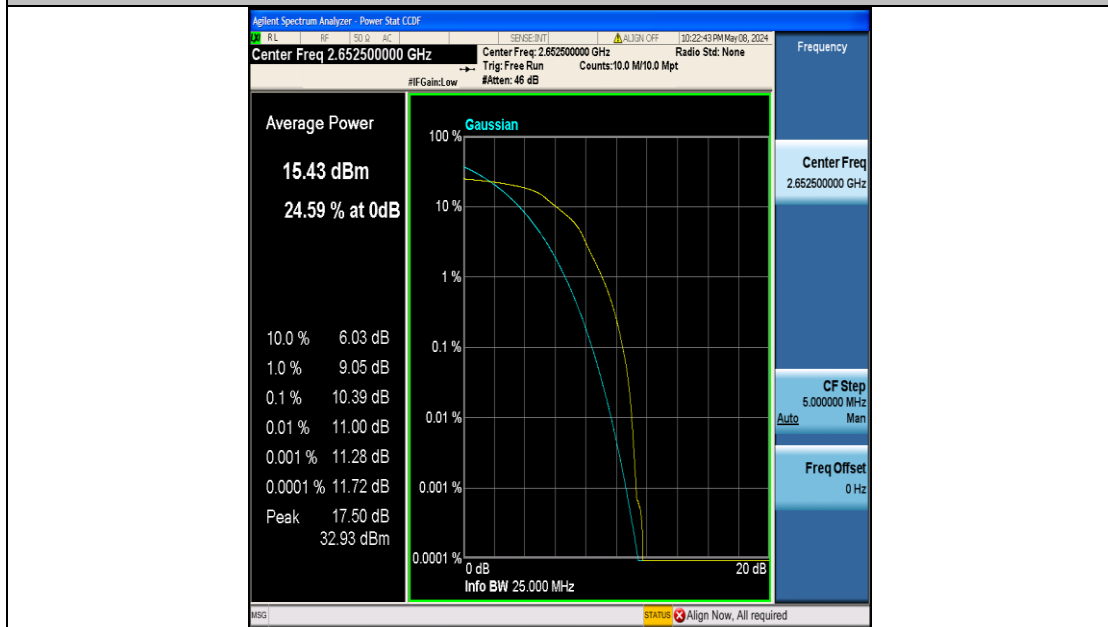 Agilent Spectrum Analyzer - Power Stat CCDF
LXI RL RF 50 Ω AC SENSE:INT ALIGN OFF 10:22:43 PM May 08, 2024
Center Freq 2.652500000 GHz
Center Freq: 2.652500000 GHz Radio Std: None
Trig: Free Run Counts:10.0 M/10.0 Mpt
#IFGain:Low #Atten: 46 dB
Frequency
Average Power
15.43 dBm
24.59 % at 0dB
10.0 % 6.03 dB
1.0 % 9.05 dB
0.1 % 10.39 dB
0.01 % 11.00 dB
0.001 % 11.28 dB
0.0001 % 11.72 dB
Peak 17.50 dB
32.93 dBm
Gaussian
100 %
10 %
1 %
0.1 %
0.01 %
0.001 %
0.0001 %
0 dB 20 dB
Info BW 25.000 MHz
Center Freq
2.652500000 GHz
CF Step
5.000000 MHz
Auto Man
Freq Offset
0 Hz
MSG STATUS Align Now, All required